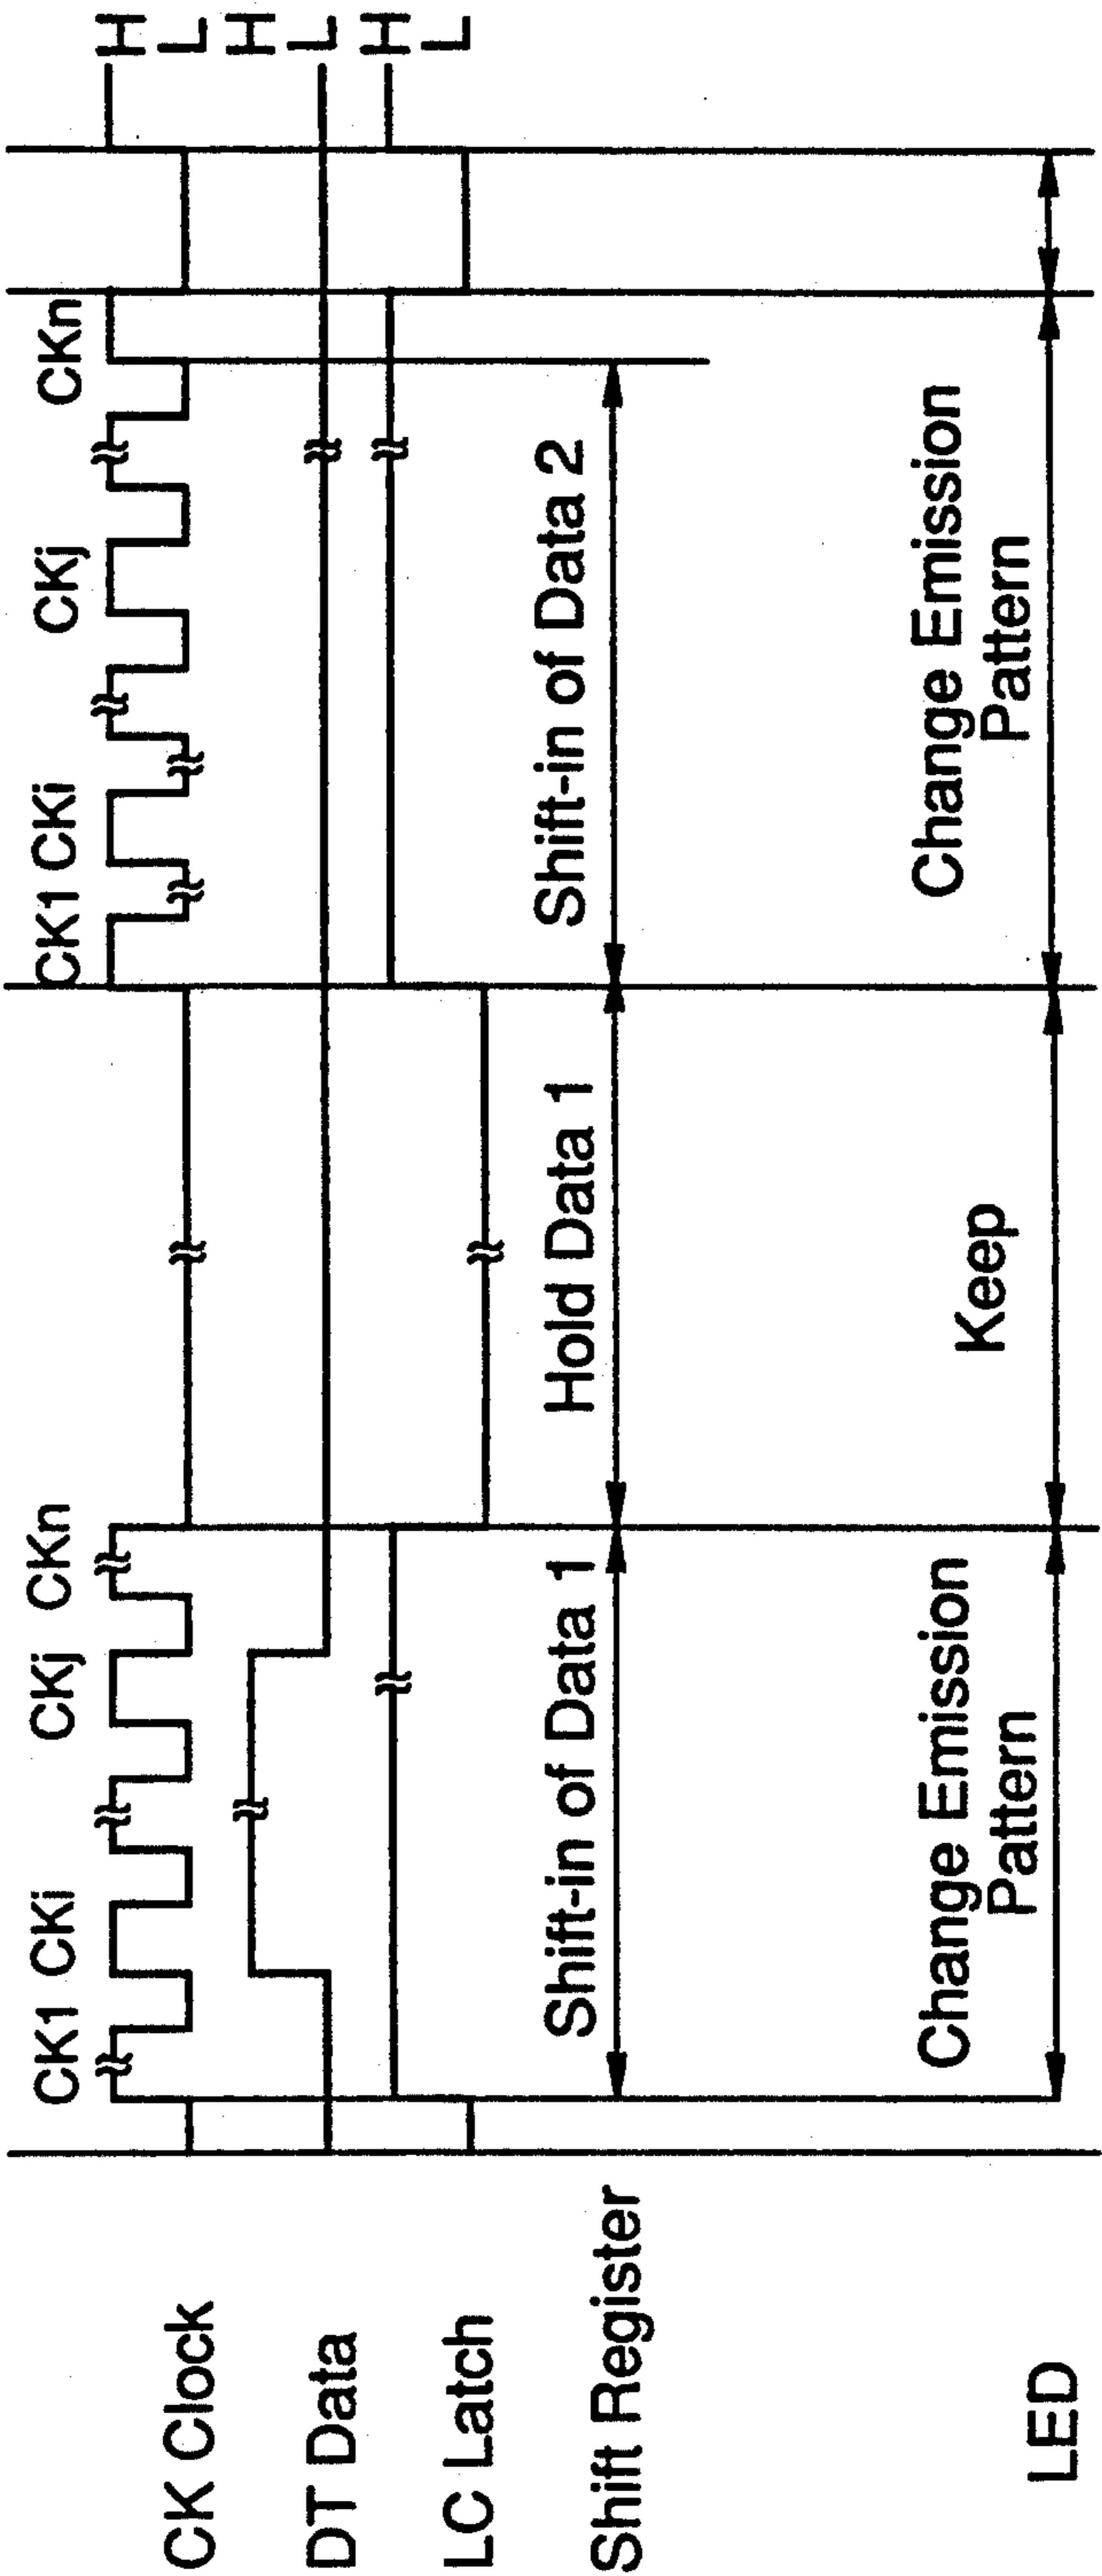 CK1 CKi CKj CKn CK1 CKi CKj CKn
CK Clock
H
L
DT Data
H
L
LC Latch
H
L
Shift Register
Shift-in of Data 1
Hold Data 1
Shift-in of Data 2
LED
Change Emission
Pattern
Keep
Change Emission
Pattern